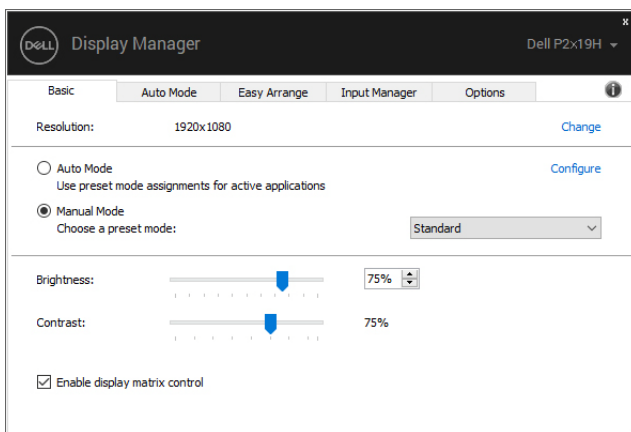 x
DELL Display Manager Dell P2x19H
Basic Auto Mode Easy Arrange Input Manager Options i
Resolution: 1920x1080 Change
Auto Mode Configure
Use preset mode assignments for active applications
Manual Mode
Choose a preset mode: Standard
Brightness: 75%
Contrast: 75%
Enable display matrix control